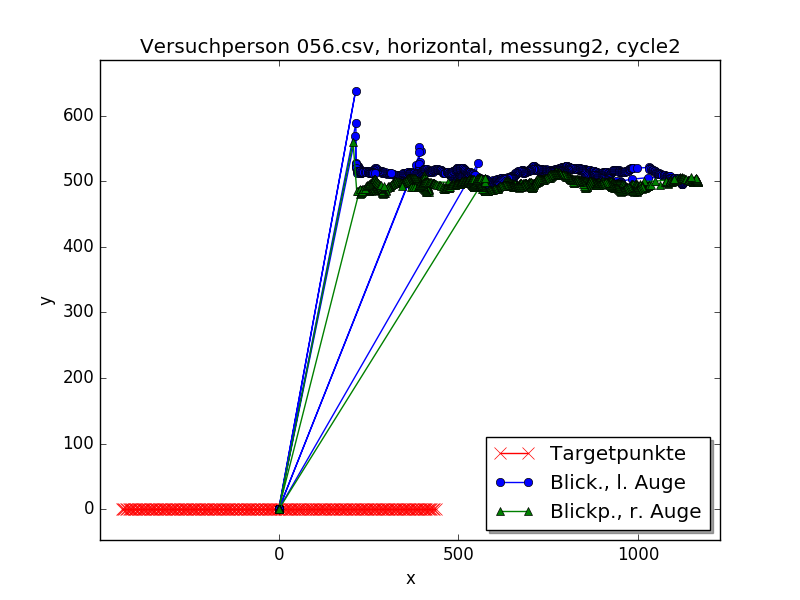 Versuchperson 056.csv, horizontal, messung2, cycle2
y
600
500
400
300
200
100
0
0 500 1000
x
Targetpunkte
Blick., l. Auge
Blickp., r. Auge